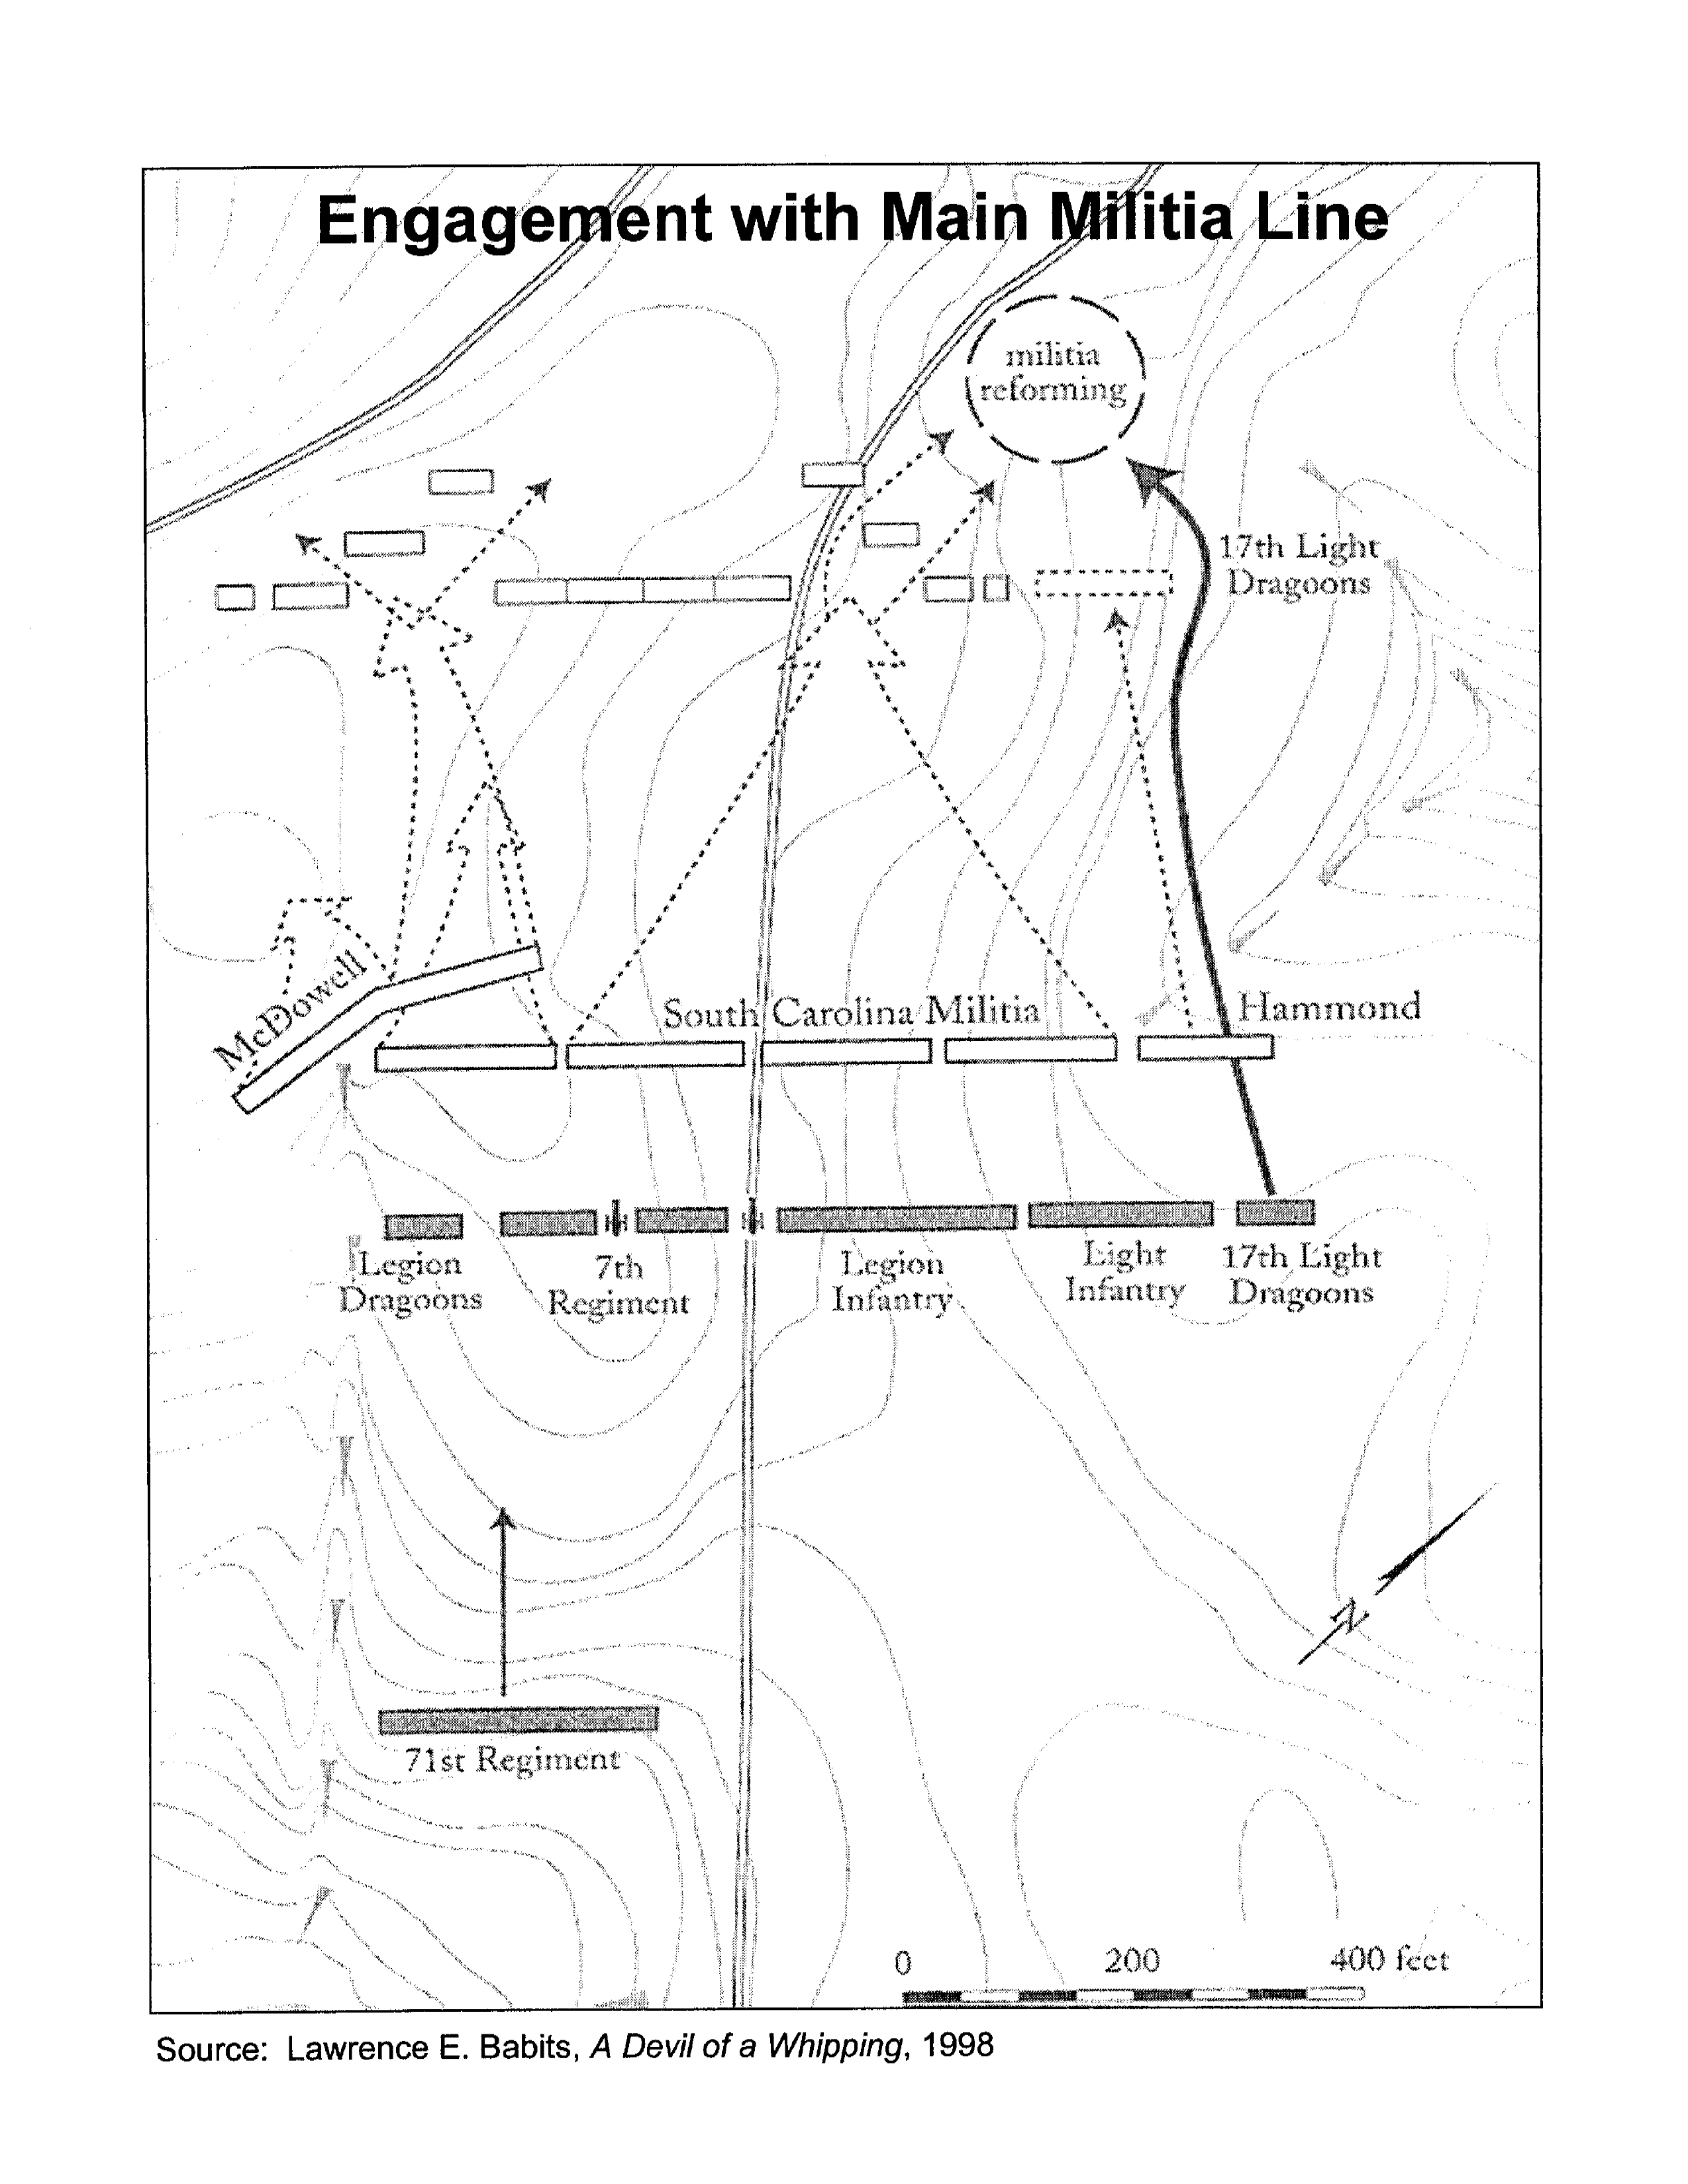 Engagement with Main Militia Line
militia
reforming
17th Light
Dragoons
McDowell
South Carolina Militia
Hammond
Legion
Dragoons
7th
Regiment
Legion
Infantry
Light
Infantry
17th Light
Dragoons
N
71st Regiment
0 200 400 feet
Source: Lawrence E. Babits, A Devil of a Whipping, 1998